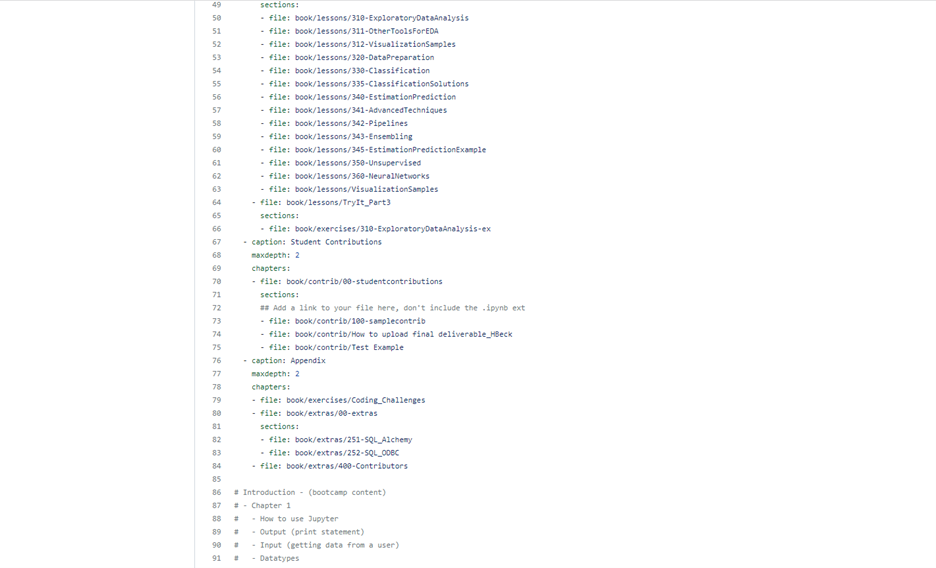 49 sections:
50 - file: book/lessons/310-ExploratoryDataAnalysis
51 - file: book/lessons/311-OtherToolsForEDA
52 - file: book/lessons/312-VisualizationSamples
53 - file: book/lessons/320-DataPreparation
54 - file: book/lessons/330-Classification
55 - file: book/lessons/335-ClassificationSolutions
56 - file: book/lessons/340-EstimationPrediction
57 - file: book/lessons/341-AdvancedTechniques
58 - file: book/lessons/342-Pipelines
59 - file: book/lessons/343-Ensembling
60 - file: book/lessons/345-EstimationPredictionExample
61 - file: book/lessons/350-Unsupervised
62 - file: book/lessons/360-NeuralNetworks
63 - file: book/lessons/VisualizationSamples
64 - file: book/lessons/TryIt_Part3
65 sections:
66 - file: book/exercises/310-ExploratoryDataAnalysis-ex
67 - caption: Student Contributions
68 maxdepth: 2
69 chapters:
70 - file: book/contrib/00-studentcontributions
71 sections:
72 ## Add a link to your file here, don't include the .ipynb ext
73 - file: book/contrib/100-samplecontrib
74 - file: book/contrib/How to upload final deliverable_HBeck
75 - file: book/contrib/Test Example
76 - caption: Appendix
77 maxdepth: 2
78 chapters:
79 - file: book/exercises/Coding_Challenges
80 - file: book/extras/00-extras
81 sections:
82 - file: book/extras/251-SQL_Alchemy
83 - file: book/extras/252-SQL_ODBC
84 - file: book/extras/400-Contributors
85
86 # Introduction - (bootcamp content)
87 # - Chapter 1
88 #   - How to use Jupyter
89 #   - Output (print statement)
90 #   - Input (getting data from a user)
91 #   - Datatypes